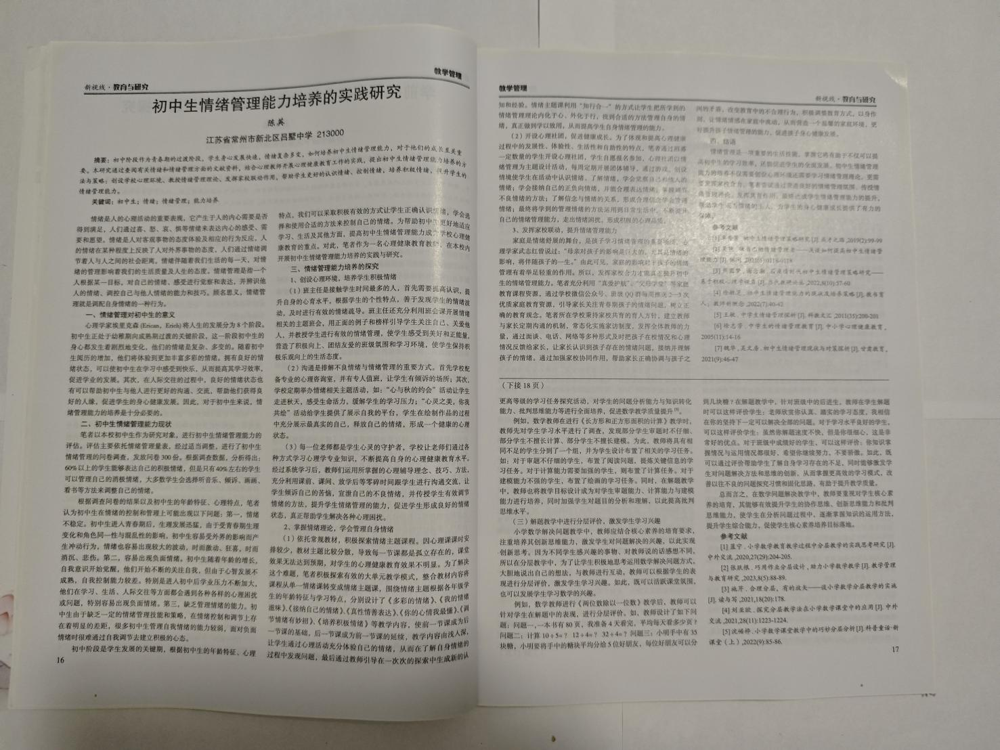 教学管理
新视线·教育与研究
初中生情绪管理能力培养的实践研究
陈英
江苏省常州市新北区吕墅中学 213000
摘要：初中阶段作为青春期的过渡阶段，学生身心发展快速，情绪复杂多变，如何培养初中生情绪管理能力，对于他们的成长至关重
要。本研究通过查阅有关情绪和情绪管理方面的文献资料，结合心理教师开展心理健康教育工作的实践，提出初中生情绪管理能力培养的方
法与策略：创设学校心理环境、教授情绪管理理论、发挥家校联动作用，帮助学生更好的认识情绪、控制情绪，培养积极情绪，提升学生的
情绪管理能力。
关键词：初中生；情绪；情绪管理；能力培养
情绪是人的心理活动的重要表现，它产生于人的内心需要是否
得到满足，人们通过喜、怒、哀、惧等情绪来表达内心的感受、需
要和愿望。情绪是人对客观事物的态度体验及相应的行为反应，人
的情绪在某种程度上反映了人对外界事物的态度，人们通过情绪调
节着人与人之间的社会距离。情绪伴随着我们生活的每一天，对情
绪的管理影响着我们的生活质量及人生的态度。情绪管理是指一个
人根据某一目标，对自己的情绪、感受进行觉察和表达，并辨识他
人的情绪、调控自己与他人情绪的能力和技巧。顾名思义，情绪管
理就是调配自身情绪的一种行为。
一、情绪管理对初中生的意义
心理学家埃里克森 (Erican，Erich) 将人生的发展分为 8 个阶段。
初中生正处于幼稚期向成熟期过渡的关键阶段，这一阶段初中生的
身心都发生着剧烈地变化，他们的情绪是复杂、多变的。随着初中
生阅历的增加，他们将体验到更加丰富多彩的情绪。拥有良好的情
绪状态，可以使初中生在学习中感受到快乐，从而提高其学习效率，
促进学业的发展。其次，在人际交往的过程中，良好的情绪状态也
有可以帮助初中生与他人进行更好的沟通、交流，帮助他们获得良
好的人缘，促进学生的身心健康发展。因此，对于初中生来说，情
绪管理能力的培养是十分必要的。
二、初中生情绪管理能力现状
笔者以本校初中生作为研究对象，进行初中生情绪管理能力的
评估。评估主要依托情绪管理量表，经过适当调整，进行了初中生
情绪管理的问卷调查，发放问卷 300 份。根据调查数据，分析得出：
60%以上的学生能够表达自己的积极情绪，但是只有40%左右的学生
可以管理自己的消极情绪，大多数学生会选择听音乐、倾诉、画画、
看书等方法来调整自己的情绪。
根据调查问卷的结果以及初中生的年龄特征、心理特点，笔者
认为初中生在情绪的控制和管理上可能出现以下问题：第一，情绪
不稳定。初中生进入青春期后，生理发展迅猛，由于受青春期生理
变化和角色同一性与混乱性的影响，初中生容易受外界的影响而产
生冲动行为，情绪也容易出现较大的波动，时而激动、狂喜，时而
消沉、悲伤。第二，容易出现负面情绪。初中生随着年龄的增长，
自我意识开始觉醒，他们开始不断的关注自我，但由于心智发展不
成熟，自我控制能力较差。特别是进入初中后学业压力不断加大，
他们在学习、生活、人际交往等方面都会遇到各种各样的心理困扰
或问题，特别容易出现负面情绪。第三，缺乏管理情绪的能力。初
中生由于缺乏一定的情绪管理技能和策略，在情绪控制和调节上存
在着明显的差距，很多初中生管理自我情绪的能力较弱，面对负面
情绪时很难通过自我调节去建立积极的心态。
初中阶段是学生发展的关键期，根据初中生的年龄特征、心理
特点，我们可以采取积极有效的方式让学生正确认识情绪，学会选
择和使用合适的方法来控制自己的情绪。为帮助初中生更好地适应
学习、生活及其他方面，提高初中生情绪管理能力成为学校心理健
康教育的重点。对此，笔者作为一名心理健康教育教师，在本校内
开展初中生情绪管理能力培养的实践与研究。
三、情绪管理能力培养的探究
1、创设心理环境，培养学生积极情绪
（1）班主任是接触学生时间最多的人，首先需要提高认识，提
升自身的心育水平，根据学生的个性特点，善于发现学生的情绪波
动，及时进行有效的情绪疏导。班主任还充分利用班会课开展情绪
相关的主题班会，用正面的例子和榜样引导学生关注自己、关爱他
人，并教授学生进行有效的情绪管理，使学生感受到美好和正能量，
营造了积极向上、团结友爱的班级氛围和学习环境，使学生保持积
极乐观向上的生活态度。
（2）沟通是排解不良情绪与情绪管理的重要方式。首先学校配
备专业的心理咨询室，并有专人值班，让学生有倾诉的场所；其次，
学校定期举办情绪相关主题活动，如：“心与秋的约会”活动让学生
走进秋天，感受生命活力，缓解学生的学习压力；“心灵之美，你我
共绘”活动给学生提供了展示自我的平台，学生在绘制作品的过程
中充分展示最真实的自己，释放自己的情绪，形成一个健康的心理
状态。
（3）每一位老师都是学生心灵的守护者，学校让老师们通过各
种方式学习心理学专业知识，不断提高自身的心理健康教育水平。
经过系统学习后，教师们运用所掌握的心理辅导理念、技巧、方法，
充分利用课前、课间、放学后等零碎时间跟学生进行沟通交流，让
学生倾诉自己的苦恼，宣泄自己的不良情绪，并传授学生有效调节
情绪的方法，提升学生情绪管理的能力，促进学生形成良好的情绪
状态，真正帮助学生解决各种心理困扰。
2、掌握情绪理论，学会管理自身情绪
（1）依托常规教材，积极探索情绪主题课程。因心理课课时安
排较少，教材主题比较分散，导致每一节课都是孤立存在的，课堂
效果无法达到预期，对学生的心理健康教育效果不明显。为了解决
这个难题，笔者积极探索有效的大单元教学模式，整合教材内容将
课程从单一情绪课转变成情绪主题课，围绕情绪主题根据各年级学
生的年龄特征与学习特点，分别设计了《多彩的情绪》、《我的情绪
滋味》、《接纳自己的情绪》、《真性情善表达》、《你的心情我最懂》、《调
节情绪有妙招》、《培养积极情绪》等教学内容，使前一节课成为后
一节课的基础，后一节课成为前一节课的延续，教学内容由浅入深，
让学生通过心理活动充分体验自己的情绪，从而在了解自身情绪的
过程中发现问题，最后通过教师引导在一次次的探索中生成新的认
16
教学管理
新视线·教育与研究
知和经验。情绪主题课利用“知行合一”的方式让学生把所学到的
情绪管理理论内化于心、外化于行，找到合适的方法管理自身的情
绪，真正做到学以致用，从而提高学生自身情绪管理的能力。
（2）开设心理社团，促进健康成长。为了体现和提高心理健康
过程中的发展性、体验性、生活性和自助性的特点，笔者通过招募
一定数量的学生开设心理社团，学生自愿报名参加，心理社团以情
绪管理为主题设计活动，每周定期开展团体辅导，通过游戏、创设
情境使学生在活动中认识情绪、了解情绪，学会觉察自己和他人的
情绪；学会接纳自己的正负向情绪，并能合理表达情绪；掌握调节
不良情绪的方法；了解信念与情绪的关系，形成合理信念学会管理
情绪；最终将学到的管理情绪的方法运用到日常生活中，不断提升
自己的情绪管理能力，走出情绪困扰，形成积极的心理品质。
3、发挥家校联动，提升情绪管理能力
家庭是情绪舒展的舞台，是孩子学习情绪管理的重要场所，心
理学家武志红曾说过：“母亲对孩子的影响是巨大的，尤其是情绪的
影响，将伴随孩子的一生。”由此可见，家庭的影响对于孩子的情绪
管理有着举足轻重的作用。所以，发挥家校合力才能真正提升初中
生的情绪管理能力。笔者充分利用“真爱护航”、“父母学堂”等家庭
教育课程资源，通过学校微信公众号、班级 QQ 群每周推送 2—3 次
优质家庭教育资源，引导家长关注青春期孩子的情绪问题，树立正
确的教育观念。笔者所在学校秉持家校共育的育人方针，建立教师
与家长定期沟通的机制，常态化实施家访制度，发挥全体教师的力
量，通过面谈、电话、网络等多种形式及时把孩子在校情况和心理
情况反馈给家长，让家长认识到孩子存在的情绪问题，接纳并理解
孩子的情绪。通过加强家校协同作用，帮助家长正确协调与孩子之
间的矛盾，改变教育中的不合理行为，积极调整教育方式，以身作
则，让情绪情感在家庭中流动，从而营造一个温馨的家庭环境，更
好提升孩子情绪管理的能力，促进孩子身心健康发展。
四、结语
情绪管理是一项重要的生活技能，掌握它将有助于不仅可以提
高初中生的学习效率，还能促进学生的全面发展。初中生情绪管理
能力的培养不仅需要创设心理环境还需要学习情绪管理理论，更需
要发挥家校合力。
参考文献
2019(2):99-99
2021(6):0118-0118
2022,8(10):57-60
2022(7):40-42
[5] 王敏. 中学生情绪管理探析 [J]. 科教文汇 ,2011(35):200-201
[6] 徐志芳. 中学生的情绪管理教育 [J]. 中小学心理健康教育，
2005(11):14-16
[7] 魏华，吴文君. 初中生情绪管理现状与对策探析 [J]. 甘肃教育，
2021(9):46-47
（下接 18 页）
更高等级的学习任务探究活动，对学生的问题分析能力与知识转化
能力、批判思维能力等进行全面培养，促进数学教学质量提升 [5]。
例如，数学教师在进行《长方形和正方形面积的计算》教学时，
教师先对学生学习水平进行了调查，发现部分学生审题时不仔细、
部分学生不擅长计算、部分学生不擅长建模。为此，教师将具有相
同不足的学生分到了一个组，并为学生设计布置了相关的学习任务。
如：对于审题不仔细的学生，布置了阅读问题，提炼关键信息的学
习任务。对于计算能力需要加强的学生，则布置了计算任务。对于
建模能力不强的学生，布置了绘画的学习任务。同时，在解题教学
中，教师也将教学目标设计成为对学生审题能力、计算能力与建模
能力进行培养，同时加强学生对题目的分析和理解，以此提高批判
思维水平。
（三）解题教学中进行分层评价，激发学生学习兴趣
小学数学解决问题教学中，教师应结合核心素养的培育要求，
注重培养其创新思维能力，激发学生对问题解决的兴趣，以此实现
创新思考。因为不同学生感兴趣的事物、对教师说的话感想不同，
所以在分层教学中，为了让学生积极地思考运用数学解决问题方式，
大胆地说出自己的想法，与教师进行互动，教师可以根据学生的表
现进行分层评价，激发学生学习兴趣。如此，既可以活跃课堂氛围，
也可以发展学生学习数学的兴趣。
例如，数学教师进行《两位数除以一位数》教学后，教师可以
针对学生在解题中的表现，进行分层评价。如，教师设计了如下问
题：问题一,一本书有 80 页，我准备 4 天看完，平均每天看多少页？
问题二：计算 10÷5=？ 12÷4=？ 32÷4=？问题三：小明手中有 35
块糖，小明要将手中的糖块平均分给 5 位好朋友，每位好朋友可以分
到几块糖？在解题教学中，针对班级中的后进生，教师在学生解题
时可以这样评价学生：老师欣赏你认真、踏实的学习态度，我相信
在你的坚持下一定可以解决全部的问题。对于学习水平良好的学生，
可以这样评价学生：虽然你解题速度不快，但是你很细心，这是非
常好的优点。对于班级中成绩好的学生，可以这样评价：你知识掌
握情况与运用情况都很好，希望你继续努力，不要骄傲。如此，既
可以通过评价帮助学生了解自身学习存在的不足，同时能够激发学
生对问题解决方法和思维的创新，从而掌握更高效的学习模式，改
善以往不良的问题探究习惯和固化思路，有助于提升教学质量。
总而言之，在数学问题解决教学中，教师要重视对学生核心素
养的培育，其能够有效提升学生的协作思维、创新思维能力和批判
思维能力，使学生在分析问题过程中，逐渐掌握知识的运用方法，
提升学生综合能力，促使学生核心素养培养目标落地。
参考文献
[1] 蓝宁 . 小学数学教育教学过程中分层教学的实践思考研究 [J].
中外交流 ,2020,27(29):204-205.
[2] 张跃根 . 巧用作业分层设计 , 助力小学数学教学 [J]. 教学管理
与教育研究 ,2023,8(5):88-89.
[3] 施芹 . 合理分层，有的放矢——谈小学数学分层教学的实施
[J]. 读与写 ,2021,18(20):178.
[4] 刘亚欧 . 探究分层教学法在小学数学课堂中的应用 [J]. 中外
交流 ,2021,28(11):1223-1224.
[5] 沈幡桦 . 小学数学课堂教学中的巧妙分层分析 [J]. 科普童话·新
课堂（上）,2022(9):85-86.
17